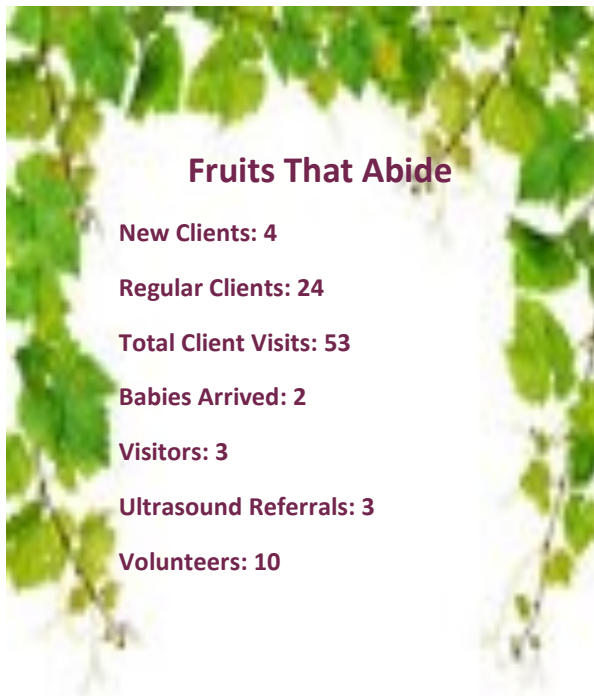 Fruits That Abide
New Clients: 4
Regular Clients: 24
Total Client Visits: 53
Babies Arrived: 2
Visitors: 3
Ultrasound Referrals: 3
Volunteers: 10